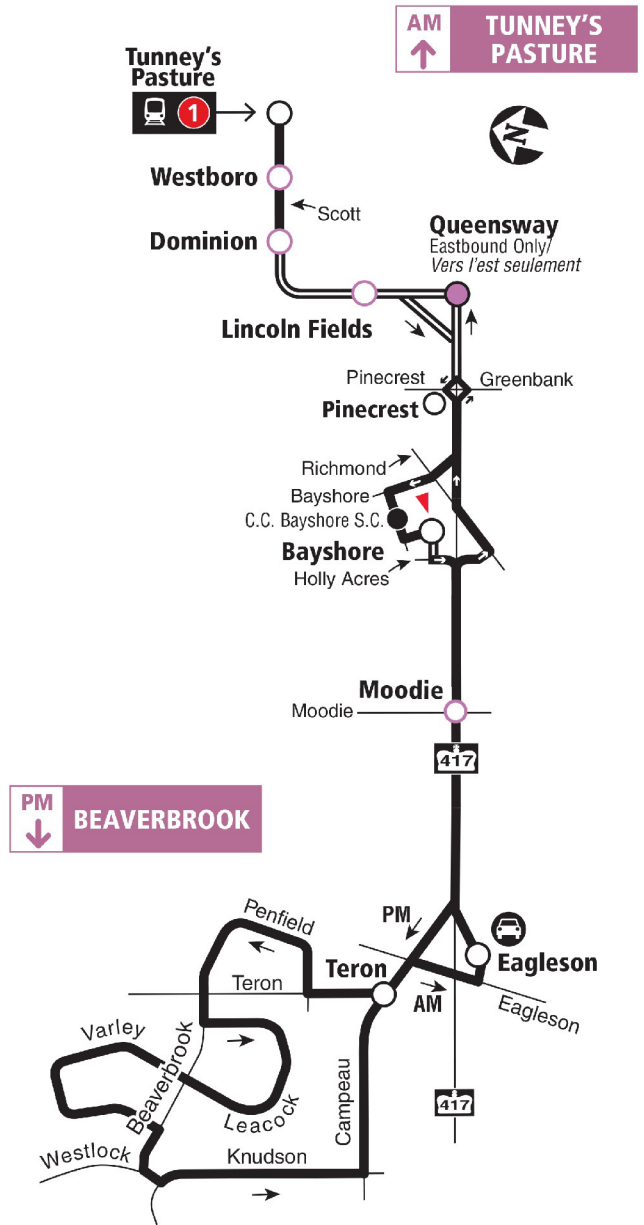 AM
TUNNEY'S
PASTURE
Tunney's
Pasture
1
N
Westboro
Scott
Dominion
Queensway
Eastbound Only/
Vers l'est seulement
Lincoln Fields
Pinecrest
Greenbank
Pinecrest
Richmond
Bayshore
C.C. Bayshore S.C.
Bayshore
Holly Acres
Moodie
Moodie
417
PM
BEAVERBROOK
PM
Penfield
Teron
Eagleson
Teron
AM
Eagleson
Varley
Beaverbrook
Leacock
Campeau
417
Westlock
Knudson